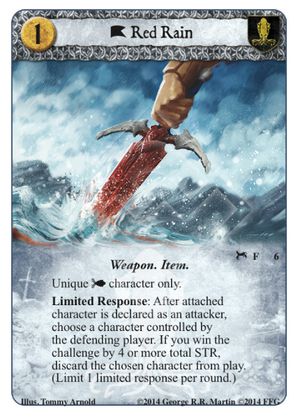 1 Red Rain
F 6
Weapon. Item.
Unique character only.
Limited Response: After attached
character is declared as an attacker,
choose a character controlled by
the defending player. If you win the
challenge by 4 or more total STR,
discard the chosen character from play.
(Limit 1 limited response per round.)
Illus. Tommy Arnold ©2014 George R.R. Martin ©2014 FFG